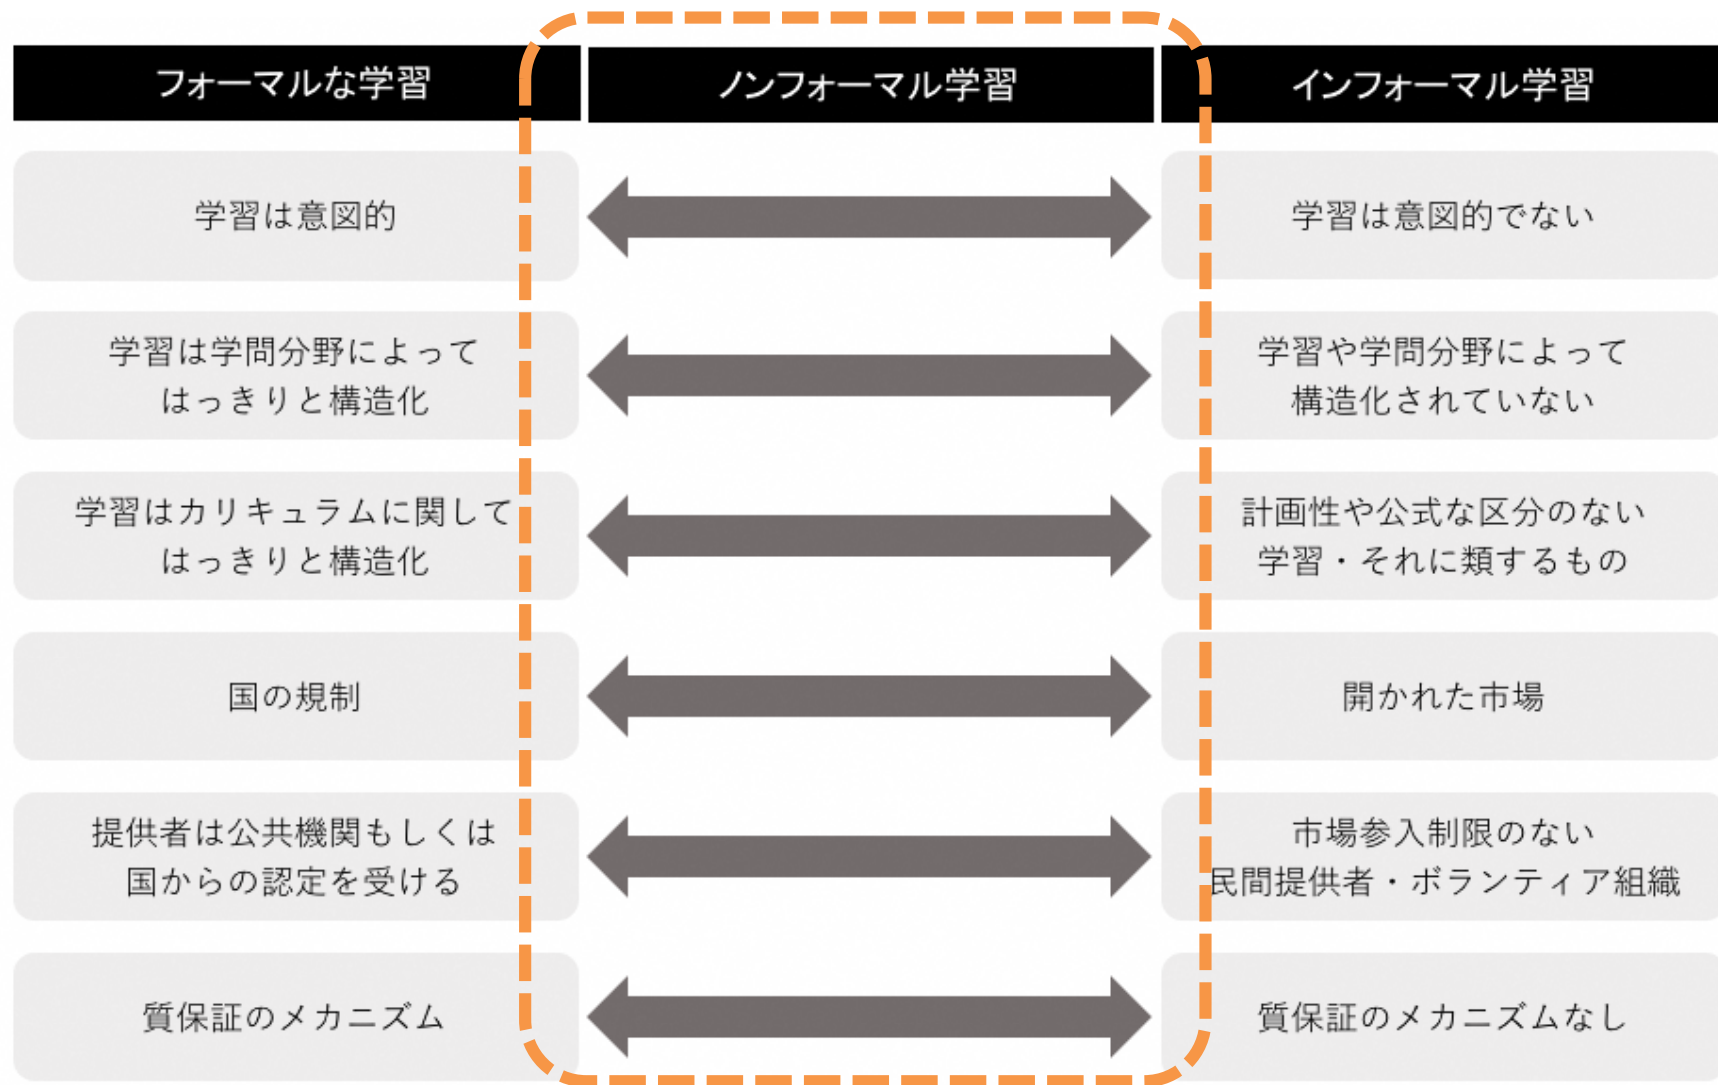 フォーマルな学習
ノンフォーマル学習
インフォーマル学習
学習は意図的
学習は意図的でない
学習は学問分野によって
はっきりと構造化
学習や学問分野によって
構造化されていない
学習はカリキュラムに関して
はっきりと構造化
計画性や公式な区分のない
学習・それに類するもの
国の規制
開かれた市場
提供者は公共機関もしくは
国からの認定を受ける
市場参入制限のない
民間提供者・ボランティア組織
質保証のメカニズム
質保証のメカニズムなし